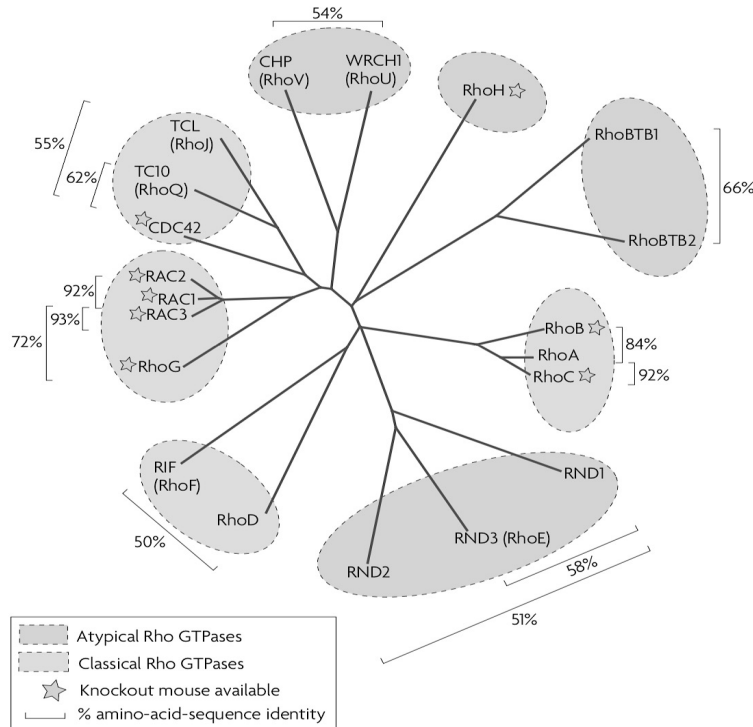 54%
CHP
(RhoV)
WRCH1
(RhoU)
RhoH
TCL
(RhoJ)
55%
RhoBTB1
62%
TC10
(RhoQ)
66%
CDC42
RhoBTB2
RAC2
92%
RAC1
93%
RAC3
72%
RhoG
RhoB
84%
RhoA
RhoC
92%
RIF
(RhoF)
RND1
RhoD
50%
RND3 (RhoE)
RND2
58%
51%
Atypical Rho GTPases
Classical Rho GTPases
Knockout mouse available
% amino-acid-sequence identity